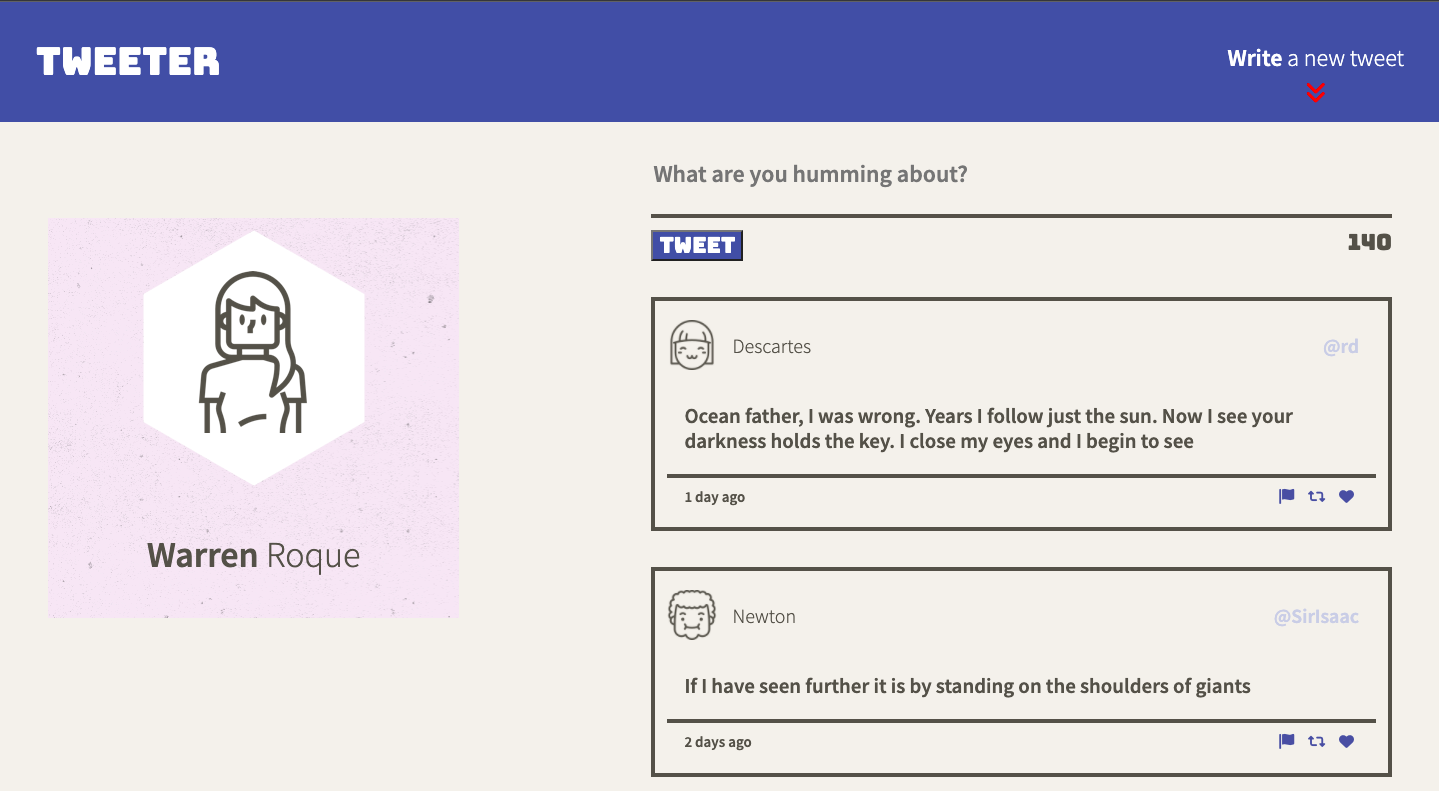 TWEETER
Write a new tweet
What are you humming about?
TWEET
140
Descartes
@rd
Ocean father, I was wrong. Years I follow just the sun. Now I see your
darkness holds the key. I close my eyes and I begin to see
1 day ago
Newton
@SirIsaac
If I have seen further it is by standing on the shoulders of giants
2 days ago
Warren Roque